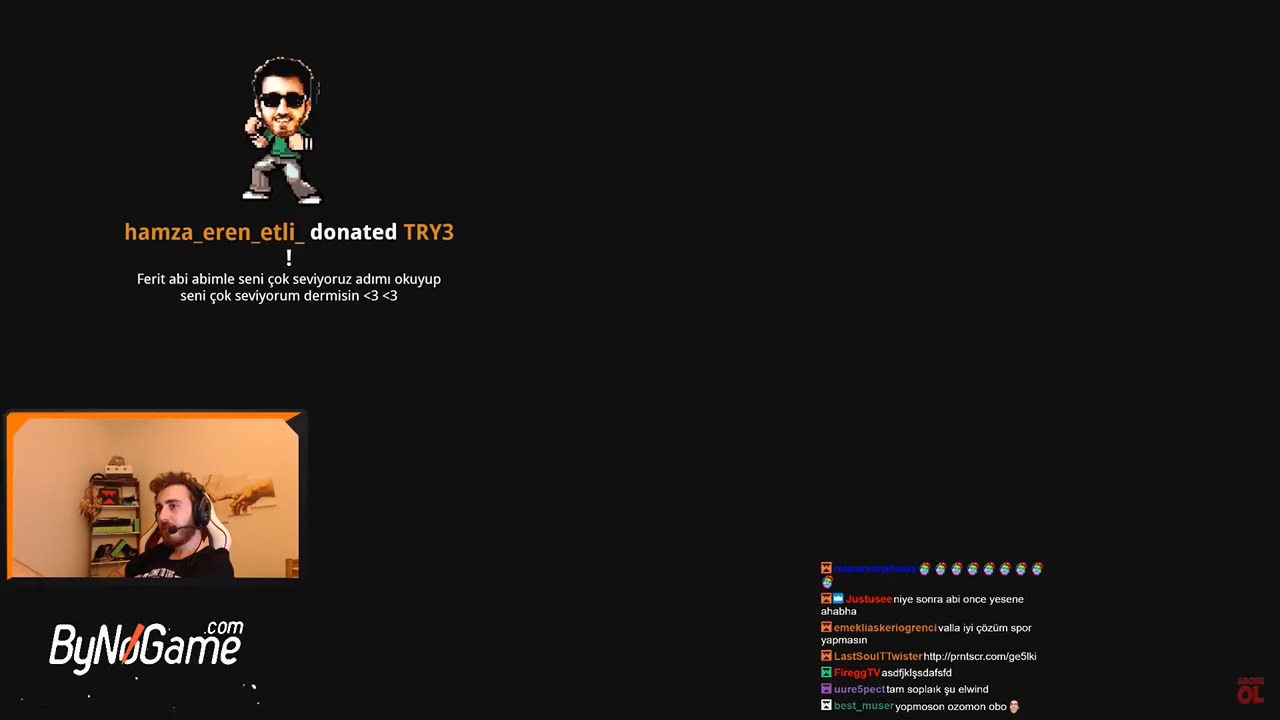 hamza_eren_etli_ donated TRY3
!
Ferit abi abimle seni çok seviyoruz adımı okuyup
seni çok seviyorum dermisin <3 <3
ByNoGame
.com
Justusee niye sonra abi once yesene
ahabha
emekliaskeriogrenci valla iyi çözüm spor
yapmasın
LastSoulTTwister http://prntscr.com/ge5lki
FireggTV asdfjklşsdafsfd
uure5pect tam soplaık şu elwind
best_muser yopmoson ozomon obo
ABONE
OL